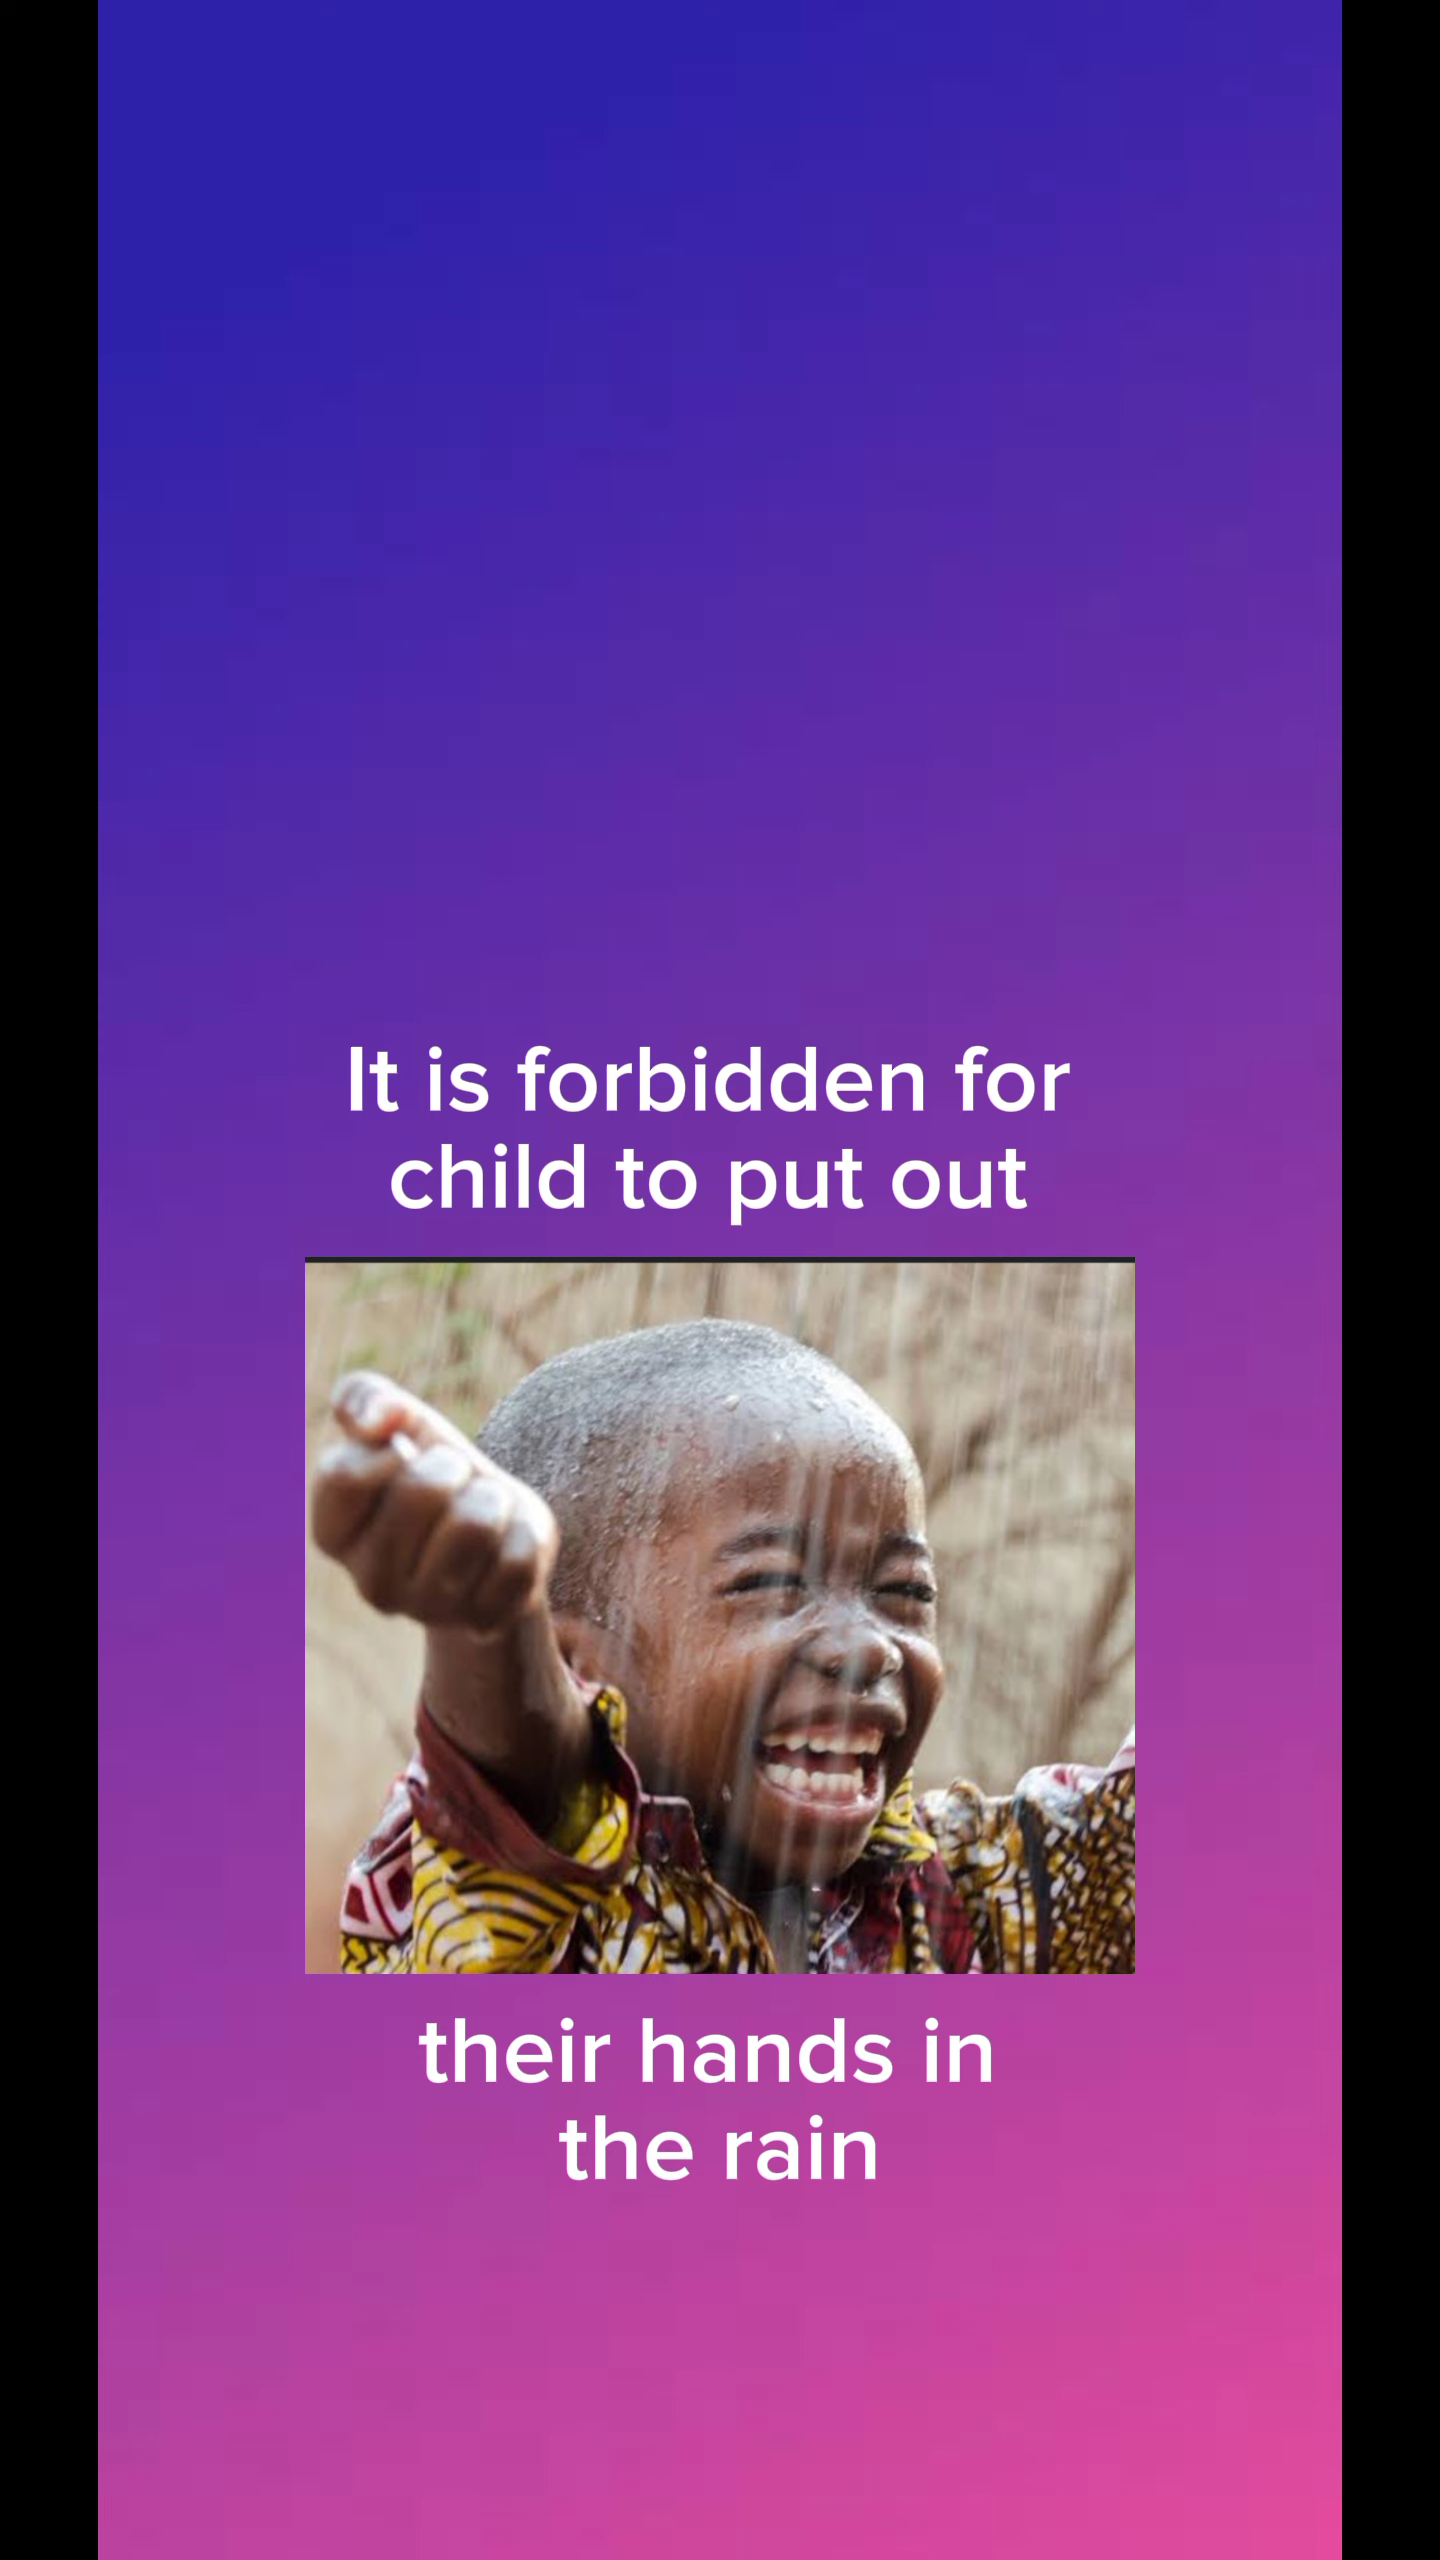 It is forbidden for
child to put out
their hands in
the rain